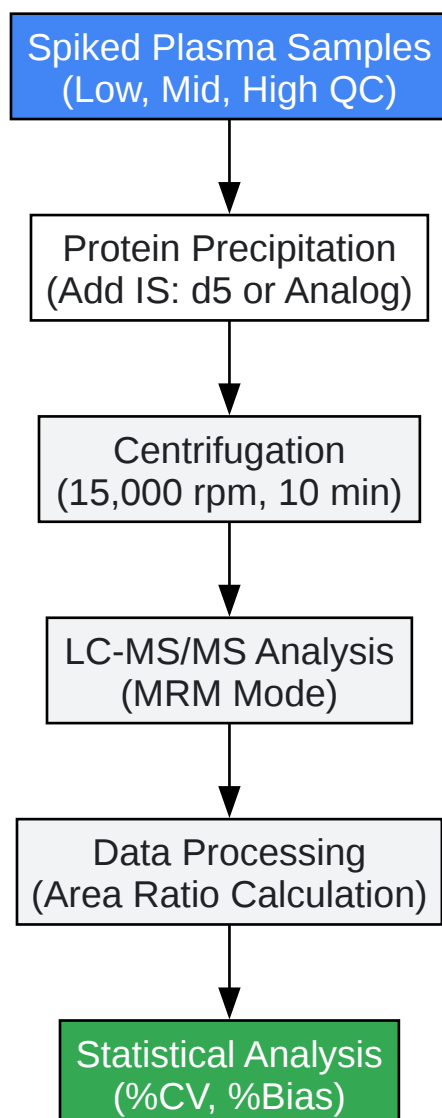 Spiked Plasma Samples
(Low, Mid, High QC)
Protein Precipitation
(Add IS: d5 or Analog)
Centrifugation
(15,000 rpm, 10 min)
LC-MS/MS Analysis
(MRM Mode)
Data Processing
(Area Ratio Calculation)
Statistical Analysis
(%CV, %Bias)